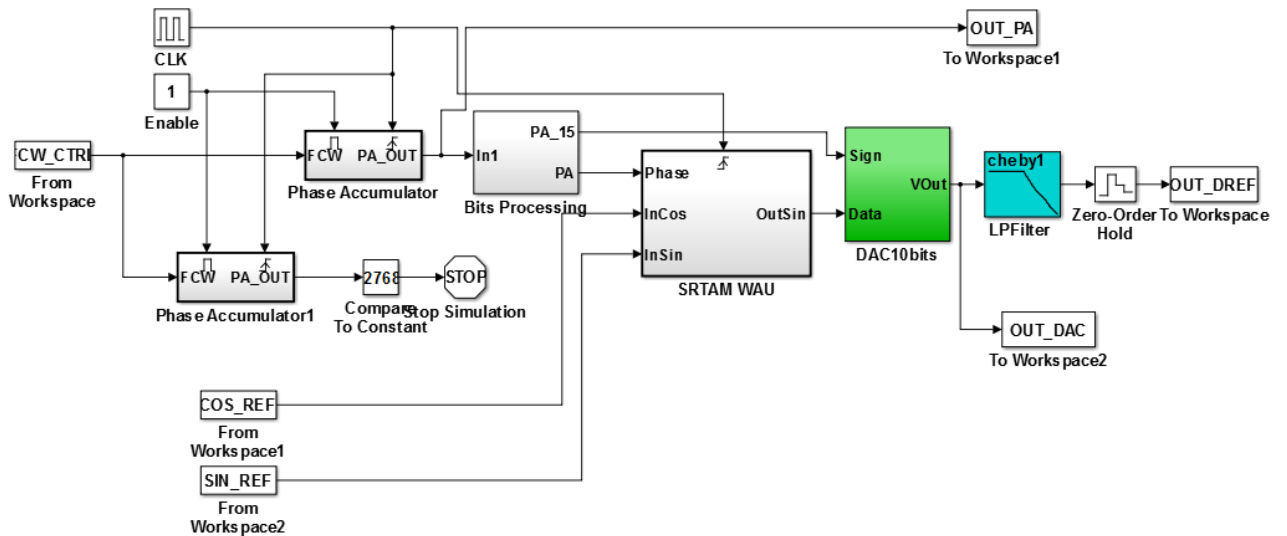 CLK
1
Enable
CW_CTRI
From
Workspace
FCW
PA_OUT
Phase Accumulator
FCW
PA_OUT
Phase Accumulator1
2768
Compare
To Constant
STOP
Stop Simulation
In1
PA_15
PA
Bits Processing
OUT_PA
To Workspace1
Phase
InCos
InSin
OutSin
SRTAM WAU
Sign
Data
VOut
DAC10bits
cheby1
LPFilter
Zero-Order
Hold
OUT_DREF
To Workspace
OUT_DAC
To Workspace2
COS_REF
From
Workspace1
SIN_REF
From
Workspace2